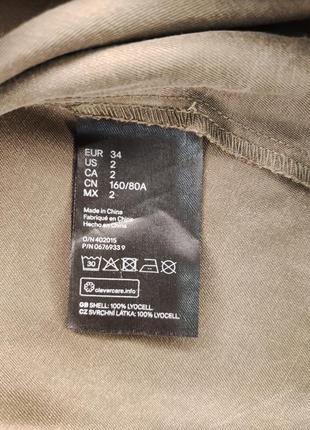 EUR 34
US 2
CA 2
CN 160/80A
MX 2
Made in China
Fabriqué en China
Hecho en China
O/N 402015
P/N 0676933 9
30
clevercare.info
GB SHELL: 100% LYOCELL.
CZ SVRCHNÍ LÁTKA: 100% LYOCELL.